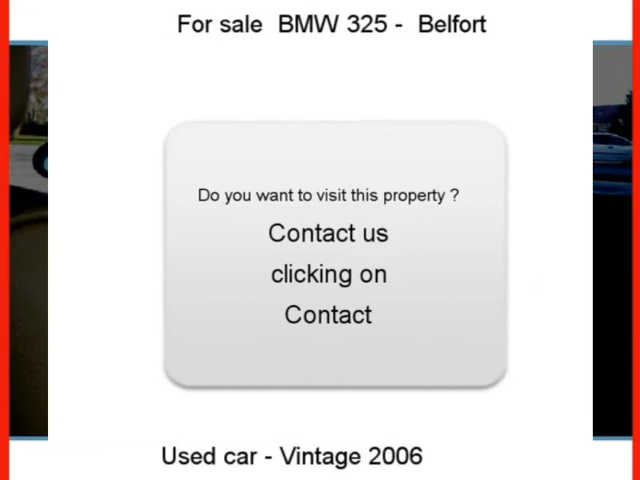 For sale  BMW 325 -  Belfort
Do you want to visit this property ?
Contact us
clicking on
Contact
Used car - Vintage 2006